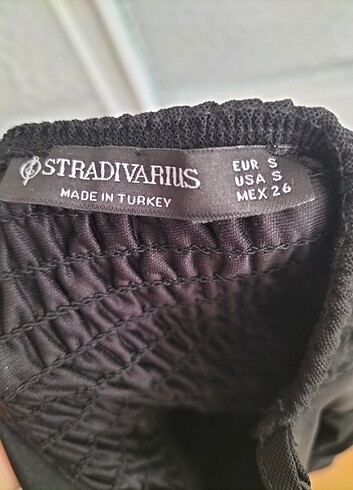 STRADIVARIUS
MADE IN TURKEY
EUR S
USA S
MEX 26